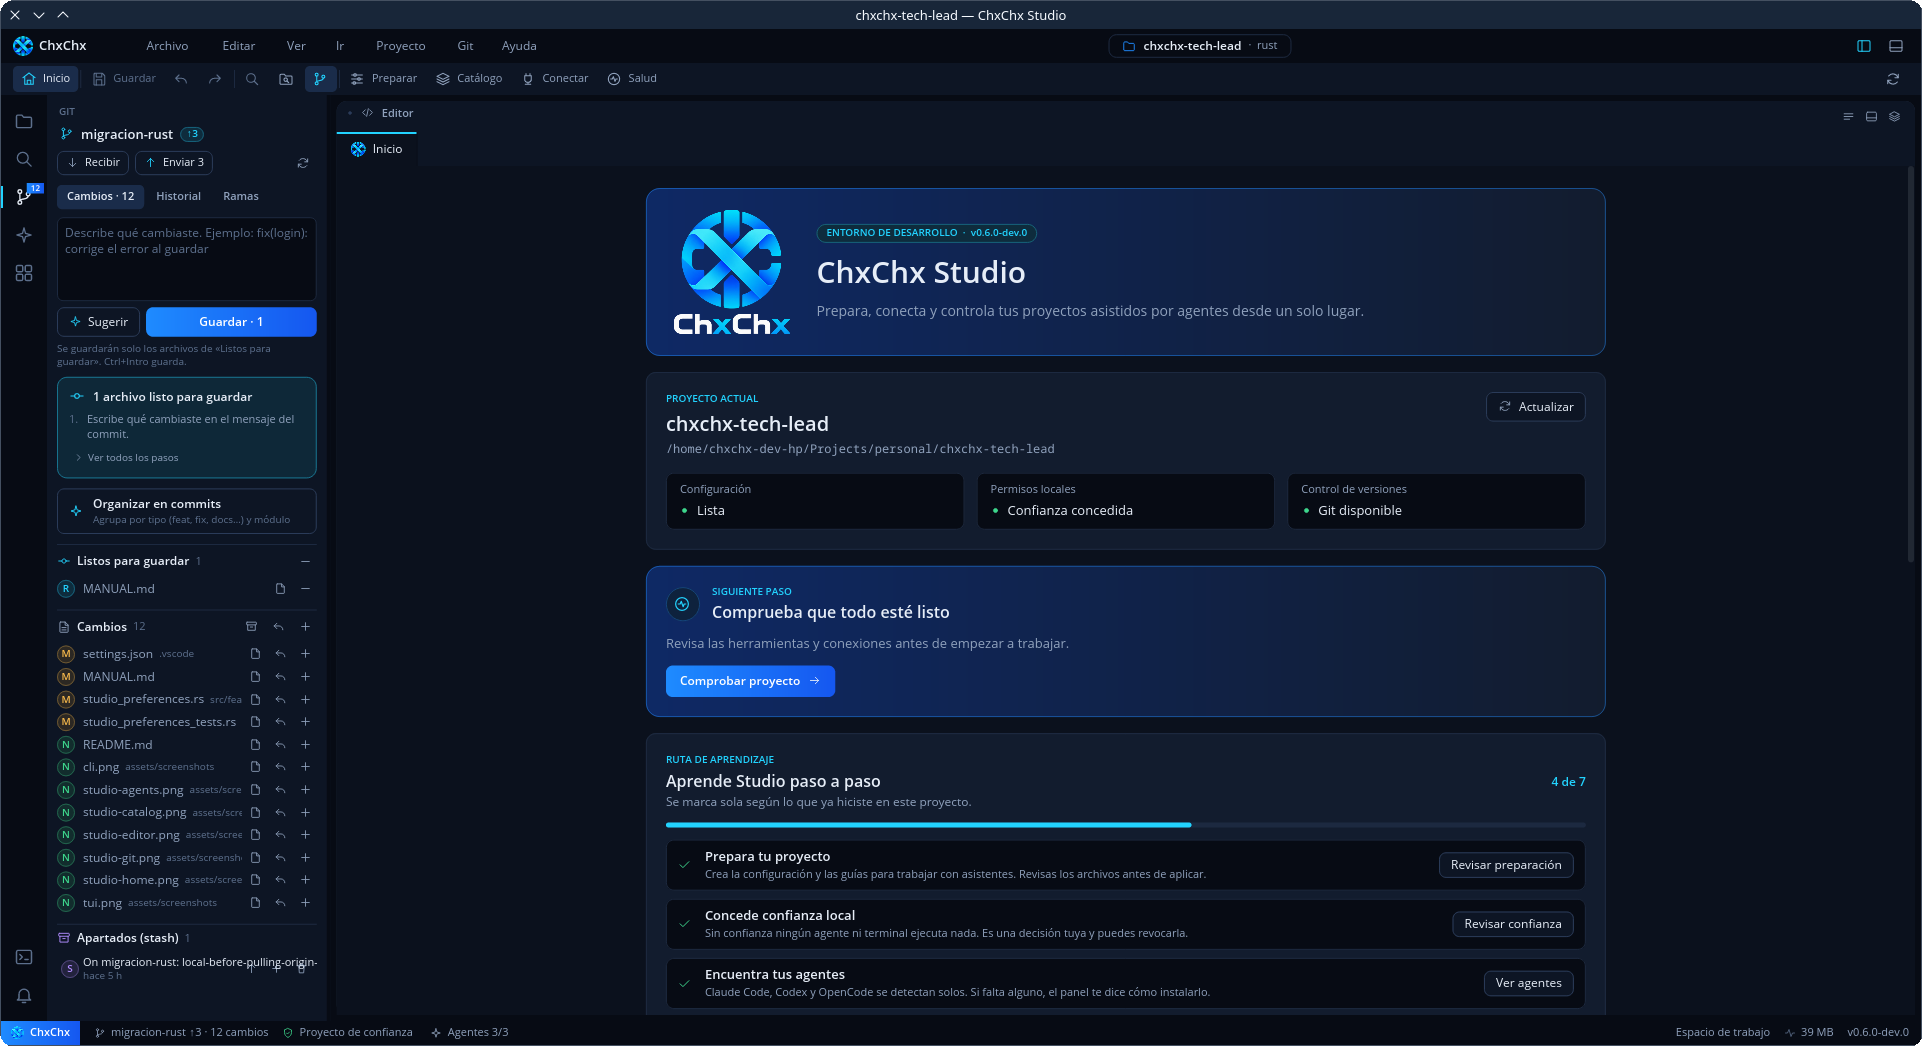 chxchx-tech-lead — ChxChx Studio
ChxChx
Archivo Editar Ver Ir Proyecto Git Ayuda
chxchx-tech-lead · rust
Inicio Guardar Preparar Catálogo Conectar Salud
GIT
migracion-rust ↑3
↓ Recibir ↑ Enviar 3
Cambios · 12 Historial Ramas
Describe qué cambiaste. Ejemplo: fix(login):
corrige el error al guardar
Sugerir Guardar · 1
Se guardarán solo los archivos de «Listos para
guardar». Ctrl+Intro guarda.
1 archivo listo para guardar
1. Escribe qué cambiaste en el mensaje del
commit.
Ver todos los pasos
Organizar en commits
Agrupa por tipo (feat, fix, docs...) y módulo
Listos para guardar 1
R MANUAL.md
Cambios 12
M settings.json .vscode
M MANUAL.md
M studio_preferences.rs src/fea
M studio_preferences_tests.rs
N README.md
N cli.png assets/screenshots
N studio-agents.png assets/scre
N studio-catalog.png assets/scre
N studio-editor.png assets/scree
N studio-git.png assets/screensh
N studio-home.png assets/scree
N tui.png assets/screenshots
Apartados (stash) 1
S On migracion-rust: local-before-pulling-origin-
hace 5 h
12
Editor
Inicio
ChxChx
ENTORNO DE DESARROLLO · v0.6.0-dev.0
ChxChx Studio
Prepara, conecta y controla tus proyectos asistidos por agentes desde un solo lugar.
PROYECTO ACTUAL
chxchx-tech-lead
/home/chxchx-dev-hp/Projects/personal/chxchx-tech-lead
Actualizar
Configuración
Lista
Permisos locales
Confianza concedida
Control de versiones
Git disponible
SIGUIENTE PASO
Comprueba que todo esté listo
Revisa las herramientas y conexiones antes de empezar a trabajar.
Comprobar proyecto →
RUTA DE APRENDIZAJE
Aprende Studio paso a paso
4 de 7
Se marca sola según lo que ya hiciste en este proyecto.
Prepara tu proyecto
Crea la configuración y las guías para trabajar con asistentes. Revisas los archivos antes de aplicar.
Revisar preparación
Concede confianza local
Sin confianza ningún agente ni terminal ejecuta nada. Es una decisión tuya y puedes revocarla.
Revisar confianza
Encuentra tus agentes
Claude Code, Codex y OpenCode se detectan solos. Si falta alguno, el panel te dice cómo instalarlo.
Ver agentes
ChxChx migracion-rust ↑3 · 12 cambios Proyecto de confianza Agentes 3/3
Espacio de trabajo 39 MB v0.6.0-dev.0